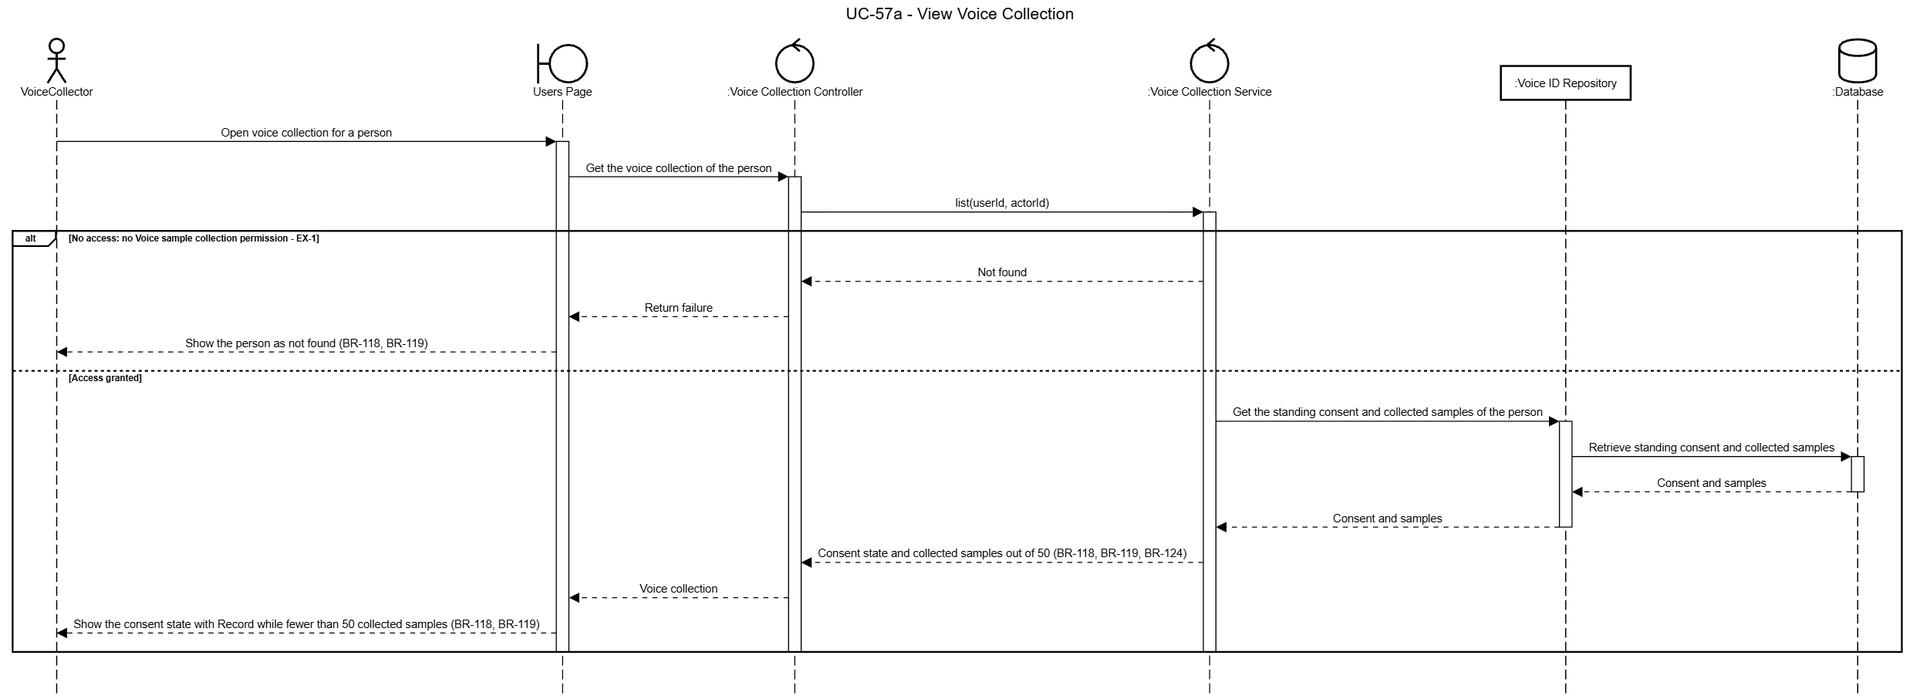 UC-57a - View Voice Collection
VoiceCollector
Users Page
:Voice Collection Controller
:Voice Collection Service
:Voice ID Repository
:Database
Open voice collection for a person
Get the voice collection of the person
list(userId, actorId)
alt
[No access: no Voice sample collection permission - EX-1]
Not found
Return failure
Show the person as not found (BR-118, BR-119)
[Access granted]
Get the standing consent and collected samples of the person
Retrieve standing consent and collected samples
Consent and samples
Consent and samples
Consent state and collected samples out of 50 (BR-118, BR-119, BR-124)
Voice collection
Show the consent state with Record while fewer than 50 collected samples (BR-118, BR-119)